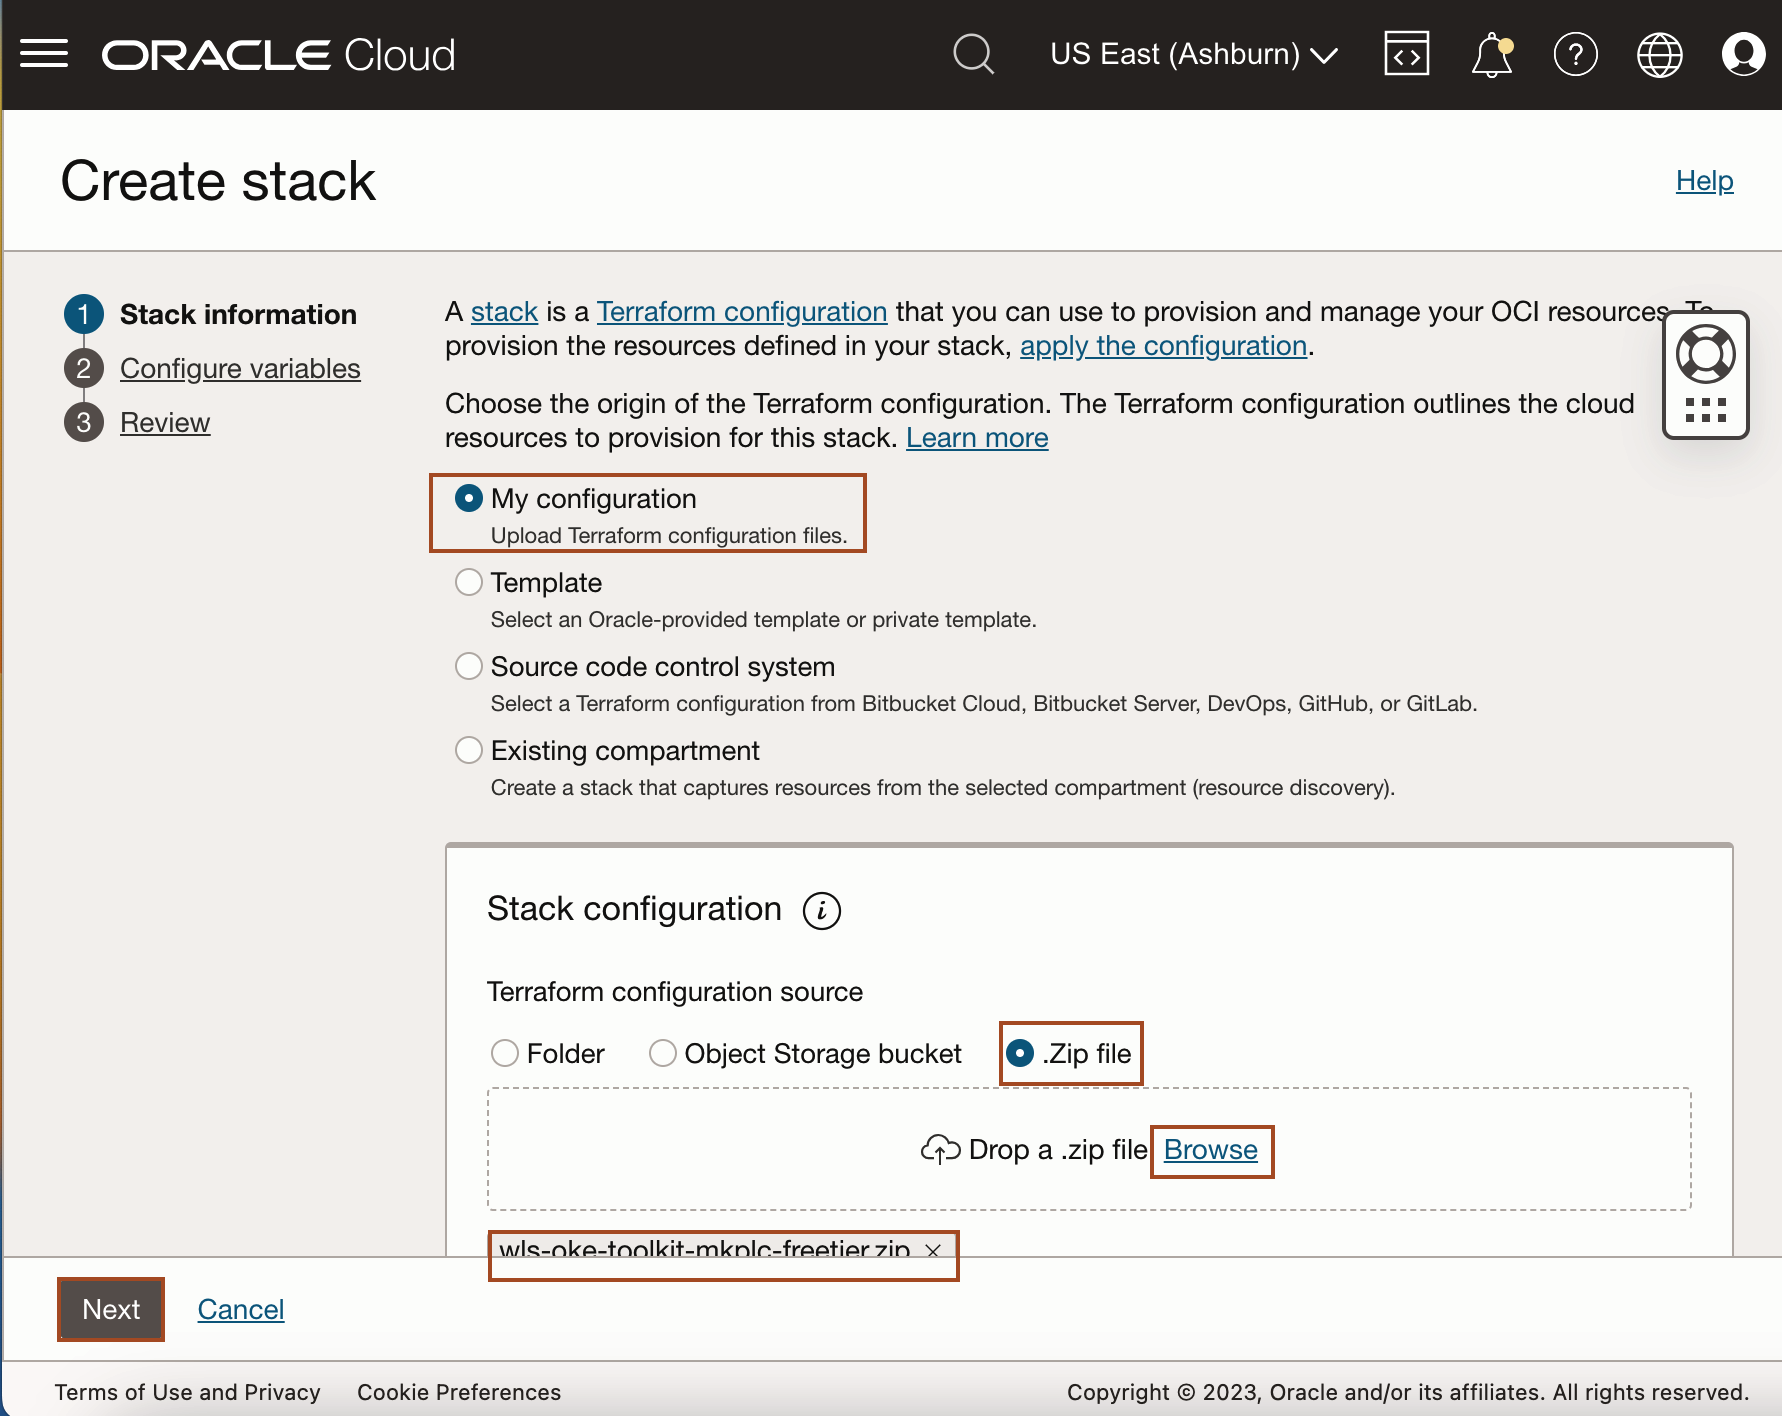 ORACLE Cloud
US East (Ashburn)
Create stack
Help
1 Stack information
2 Configure variables
3 Review
A stack is a Terraform configuration that you can use to provision and manage your OCI resources. To
provision the resources defined in your stack, apply the configuration.
Choose the origin of the Terraform configuration. The Terraform configuration outlines the cloud
resources to provision for this stack. Learn more
My configuration
Upload Terraform configuration files.
Template
Select an Oracle-provided template or private template.
Source code control system
Select a Terraform configuration from Bitbucket Cloud, Bitbucket Server, DevOps, GitHub, or GitLab.
Existing compartment
Create a stack that captures resources from the selected compartment (resource discovery).
Stack configuration
Terraform configuration source
Folder Object Storage bucket .Zip file
Drop a .zip file Browse
wls-oke-toolkit-mkplc-freetier.zip ×
Next Cancel
Terms of Use and Privacy Cookie Preferences Copyright © 2023, Oracle and/or its affiliates. All rights reserved.